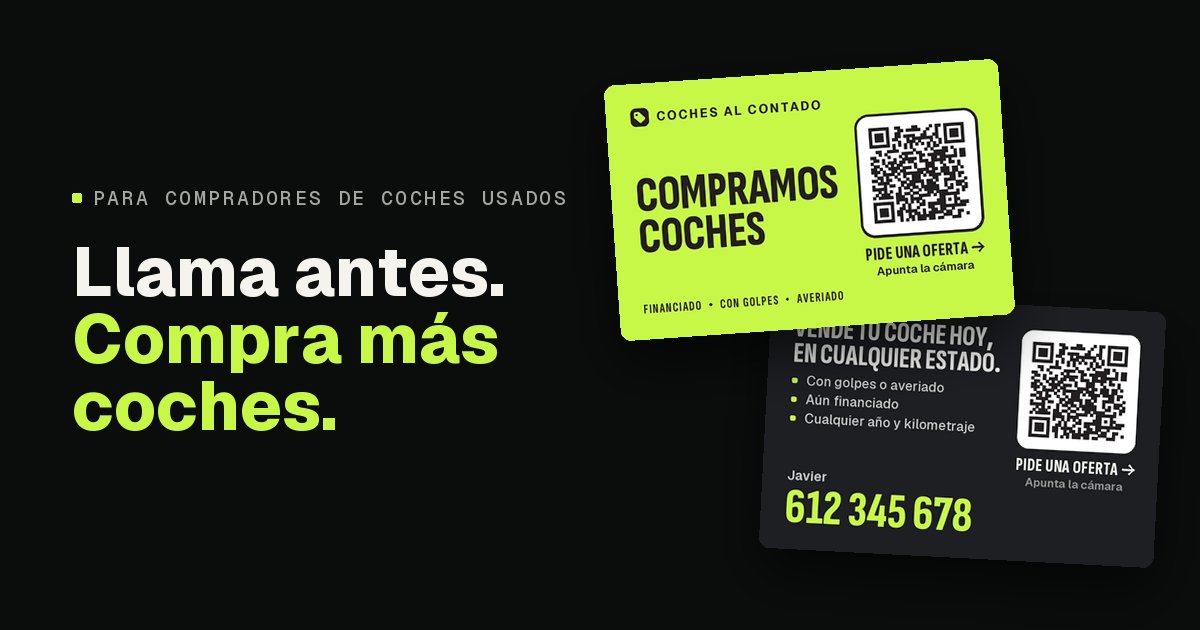 PARA COMPRADORES DE COCHES USADOS
Llama antes.
Compra más
coches.
COCHES AL CONTADO
COMPRAMOS
COCHES
PIDE UNA OFERTA →
Apunta la cámara
FINANCIADO • CON GOLPES • AVERIADO
VENDE TU COCHE HOY,
EN CUALQUIER ESTADO.
Con golpes o averiado
Aún financiado
Cualquier año y kilometraje
PIDE UNA OFERTA →
Apunta la cámara
Javier
612 345 678